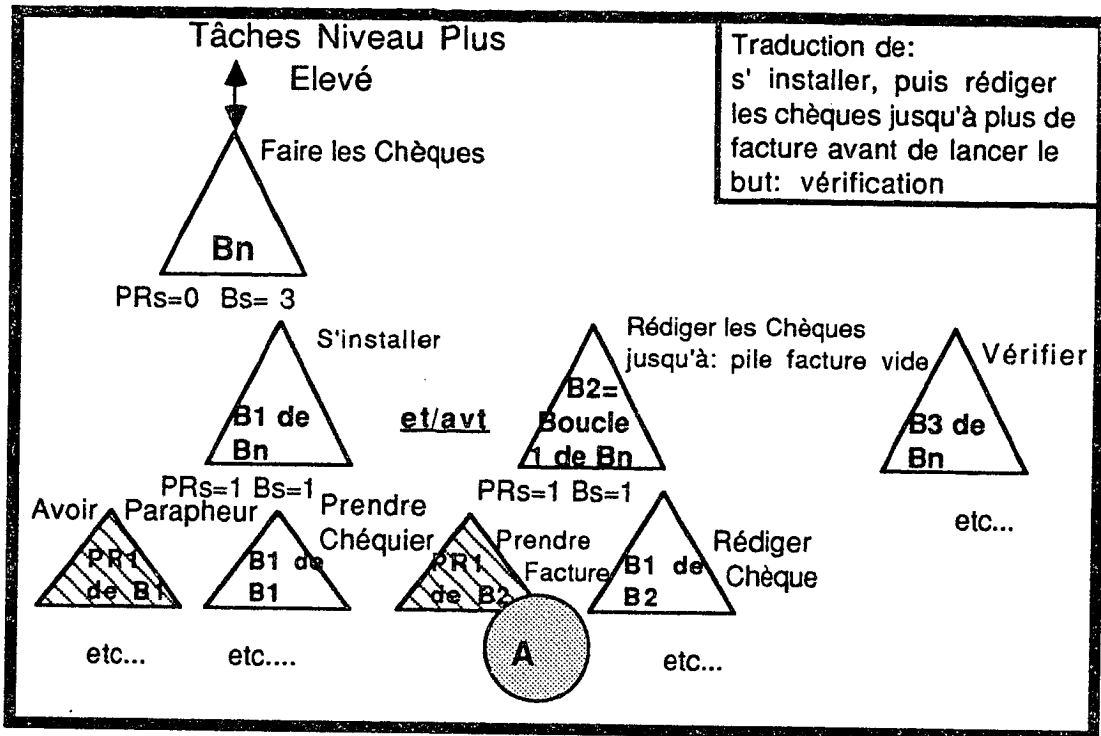 Tâches Niveau Plus
Elevé
Traduction de:
s' installer, puis rédiger
les chèques jusqu'à plus de
facture avant de lancer le
but: vérification
Faire les Chèques
Bn
PRs=0 Bs= 3
S'installer
B1 de
Bn
et/avt
Rédiger les Chèques
jusqu'à: pile facture vide
B2=
Boucle
1 de Bn
Vérifier
B3 de
Bn
PRs=1 Bs=1
PRs=1 Bs=1
etc...
Avoir Parapheur
PR1
de B1
Prendre
Chéquier
B1 de
B1
Prendre
Facture
PR1
de B2
Rédiger
Chèque
B1 de
B2
A
etc...
etc....
etc...